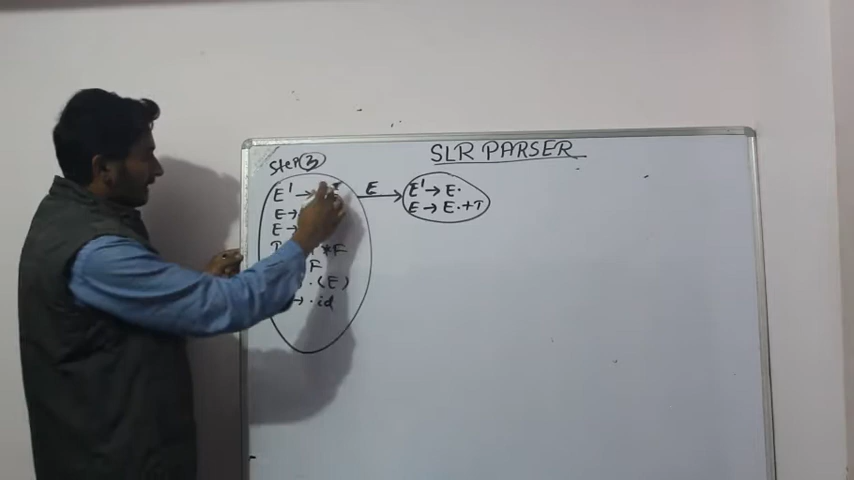 SLR PARSER
Step 3
E' →
E →
E →
*F
F
.(E)
→ .id
E
E' → E.
E → E.+T